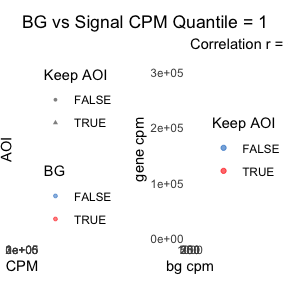 BG vs Signal CPM Quantile = 1
Correlation r =
Keep AOI
FALSE
TRUE
BG
FALSE
TRUE
AOI
CPM
gene cpm
3e+05
2e+05
1e+05
0e+00
Keep AOI
FALSE
TRUE
bg cpm